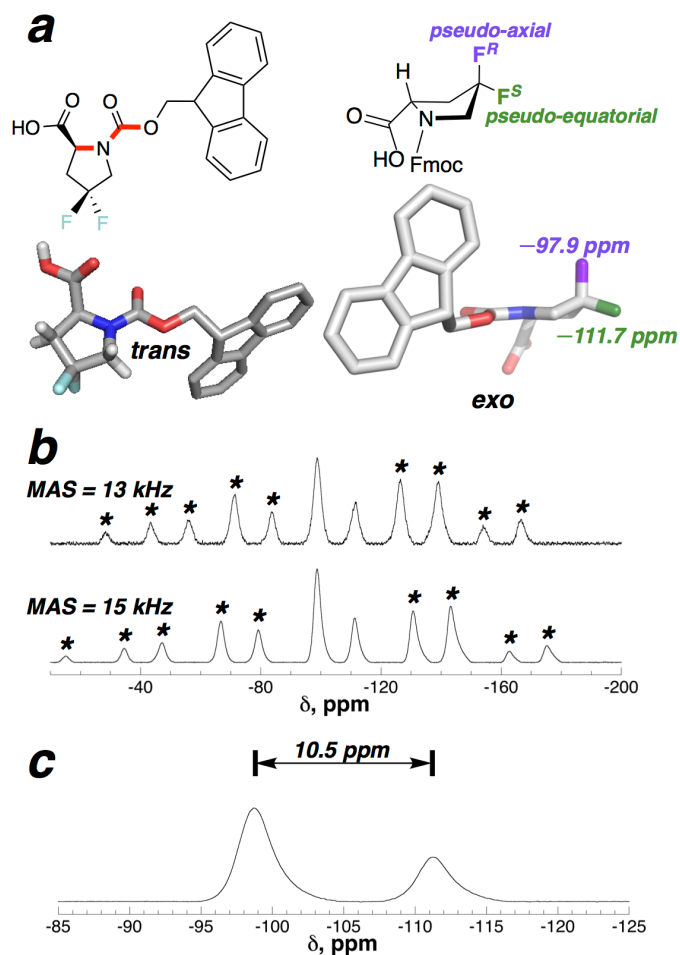 a
pseudo-axial
F^R
H
F^S
pseudo-equatorial
O
O
HO
O
N
O
N
HO
Fmoc
F
F
−97.9 ppm
−111.7 ppm
trans
exo
b
MAS = 13 kHz
* * * * * * * * *
MAS = 15 kHz
* * * * * * * * *
-40 -80 -120 -160 -200
δ, ppm
c
10.5 ppm
-85 -90 -95 -100 -105 -110 -115 -120 -125
δ, ppm